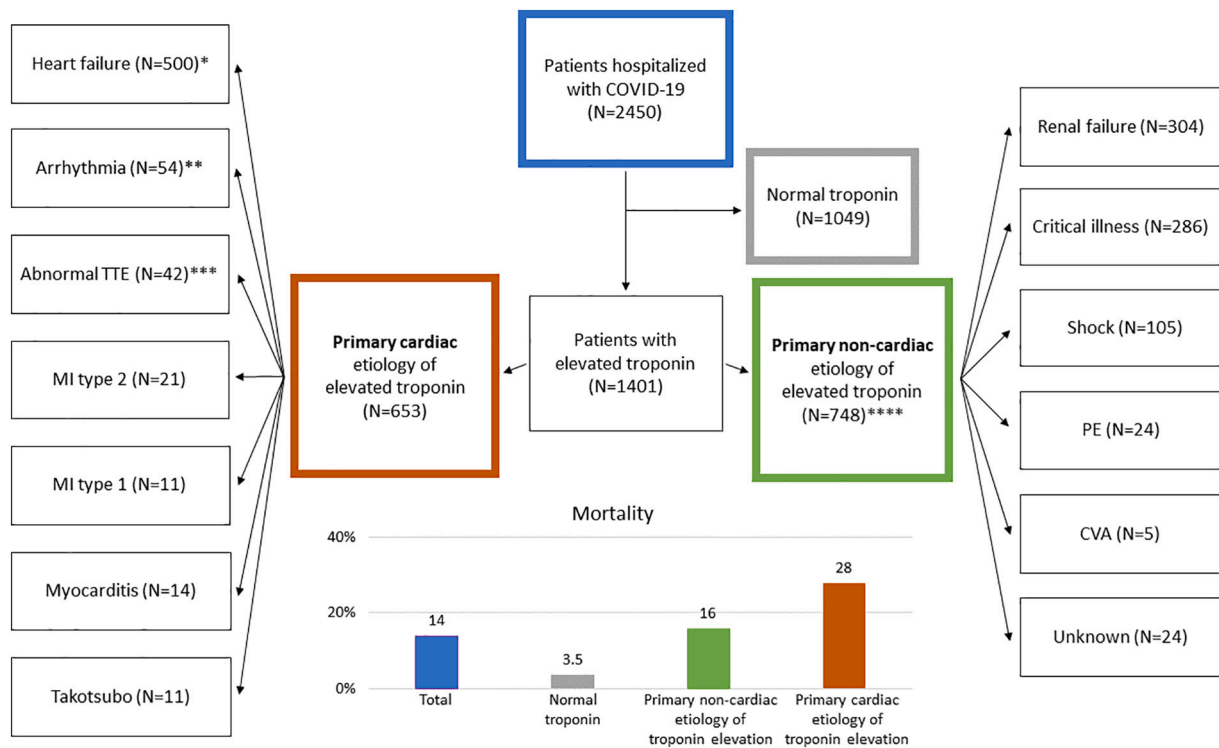 Patients hospitalized
with COVID-19
(N=2450)
Normal troponin
(N=1049)
Patients with
elevated troponin
(N=1401)
Primary cardiac
etiology of
elevated troponin
(N=653)
Primary non-cardiac
etiology of
elevated troponin
(N=748)****
Heart failure (N=500)*
Arrhythmia (N=54)**
Abnormal TTE (N=42)***
MI type 2 (N=21)
MI type 1 (N=11)
Myocarditis (N=14)
Takotsubo (N=11)
Renal failure (N=304)
Critical illness (N=286)
Shock (N=105)
PE (N=24)
CVA (N=5)
Unknown (N=24)
Mortality
40%
20%
0%
14
3.5
16
28
Total
Normal
troponin
Primary non-cardiac
etiology of
troponin elevation
Primary cardiac
etiology of
troponin elevation